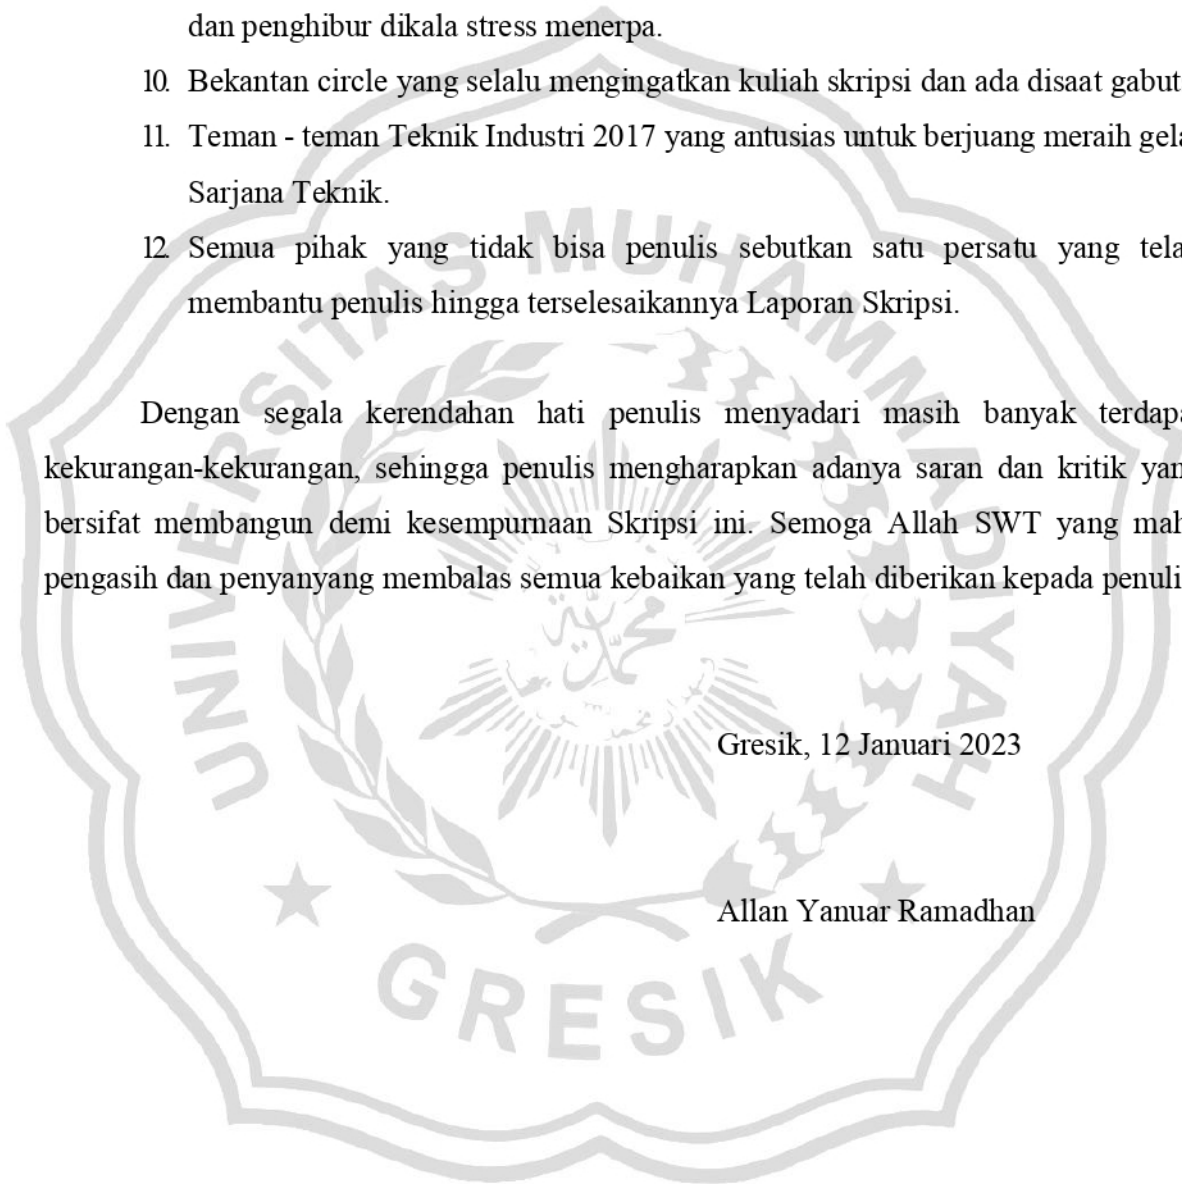 dan penghibur dikala stress menerpa.
10. Bekantan circle yang selalu mengingatkan kuliah skripsi dan ada disaat gabut
11. Teman - teman Teknik Industri 2017 yang antusias untuk berjuang meraih gela
Sarjana Teknik.
12. Semua pihak yang tidak bisa penulis sebutkan satu persatu yang tela
membantu penulis hingga terselesaikannya Laporan Skripsi.
Dengan segala kerendahan hati penulis menyadari masih banyak terdapa
kekurangan-kekurangan, sehingga penulis mengharapkan adanya saran dan kritik yan
bersifat membangun demi kesempurnaan Skripsi ini. Semoga Allah SWT yang mah
pengasih dan penyanyang membalas semua kebaikan yang telah diberikan kepada penuli
Gresik, 12 Januari 2023
Allan Yanuar Ramadhan
UNIVERSITAS MUHAMMADIYAH
GRESIK